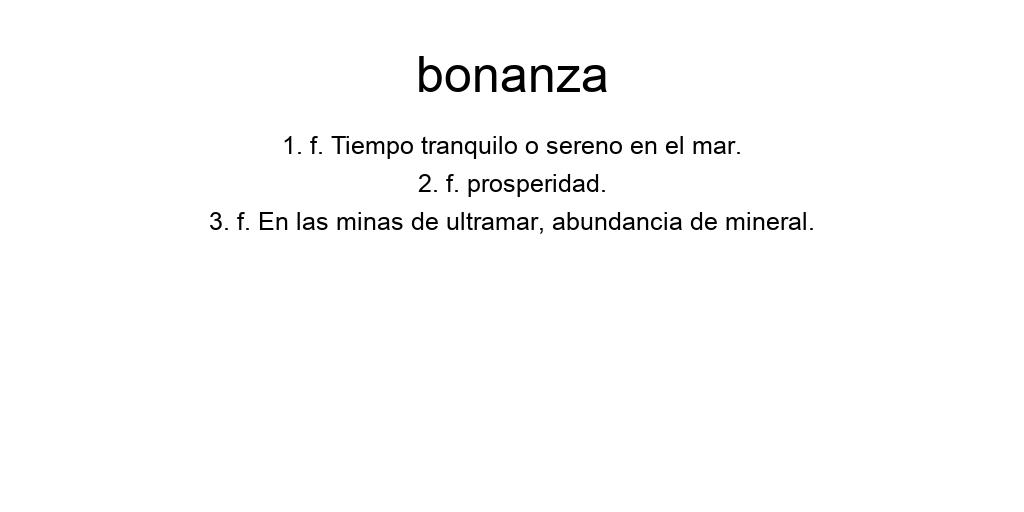 bonanza
1. f. Tiempo tranquilo o sereno en el mar.
2. f. prosperidad.
3. f. En las minas de ultramar, abundancia de mineral.